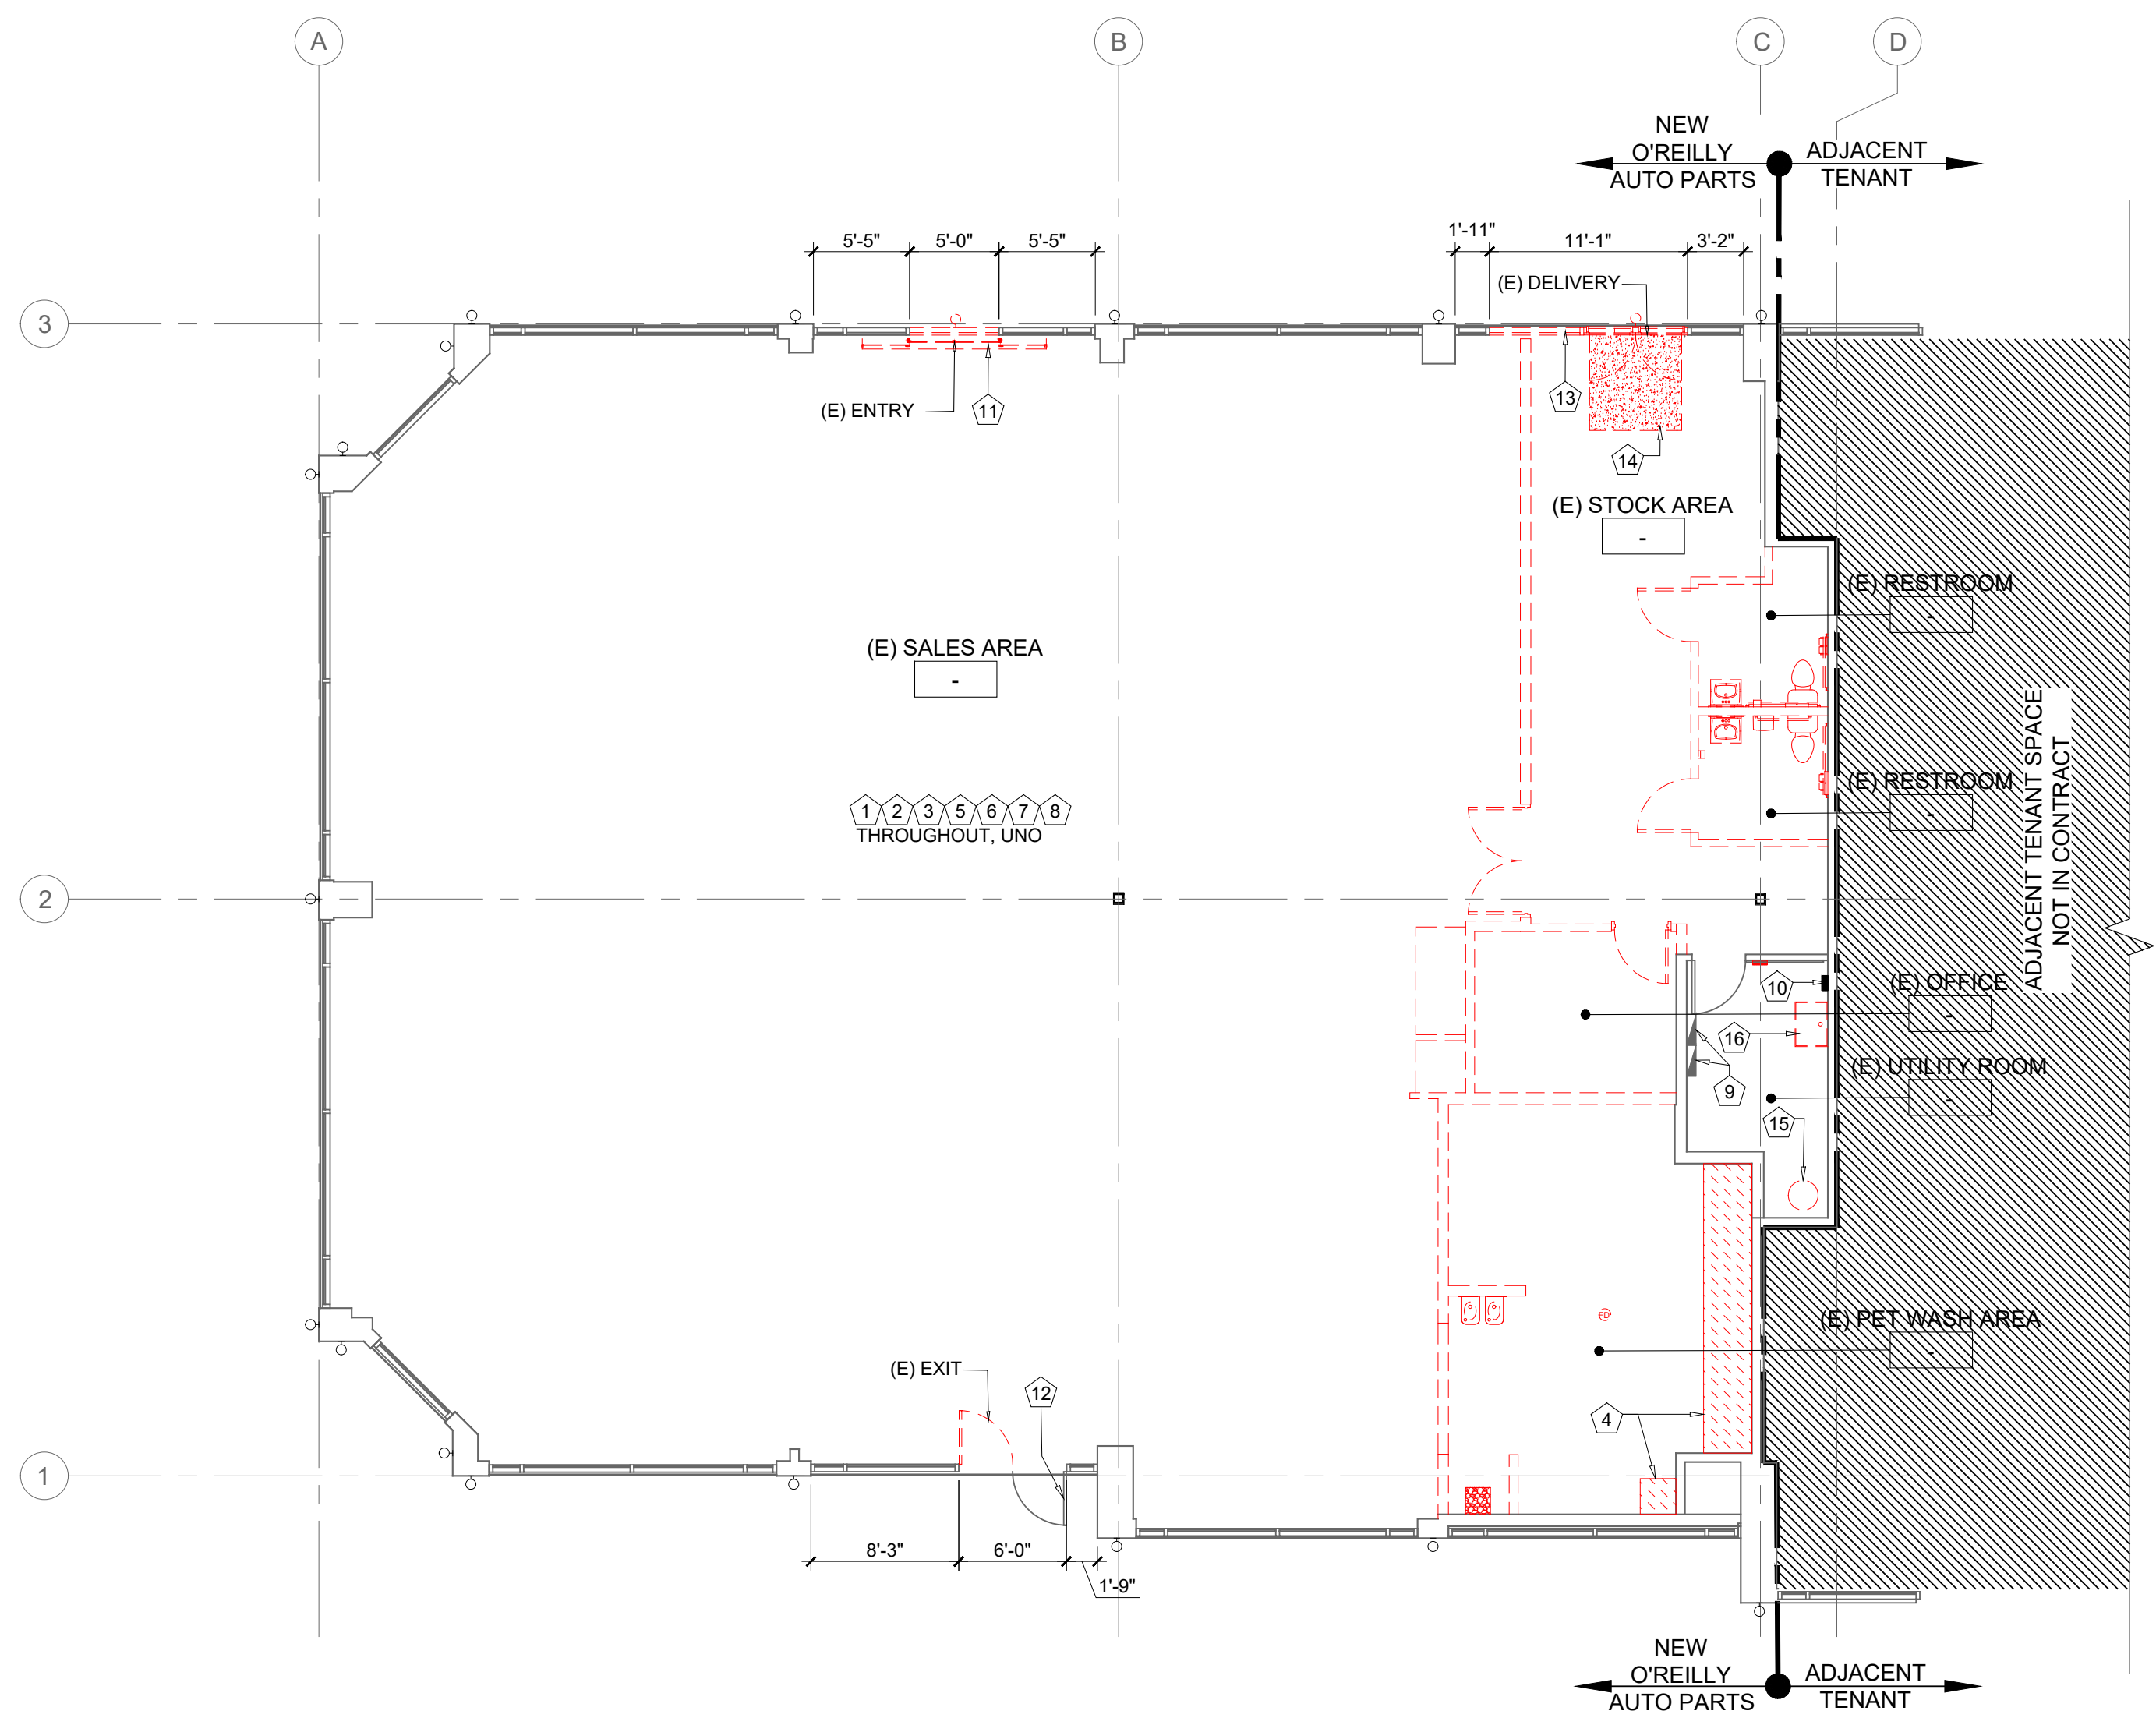 A
B
C
D
NEW
O'REILLY
AUTO PARTS
ADJACENT
TENANT
5'-5"
5'-0"
5'-5"
1'-11"
11'-1"
3'-2"
(E) DELIVERY
3
(E) ENTRY
11
13
14
(E) STOCK AREA
-
(E) RESTROOM
-
(E) SALES AREA
-
ADJACENT TENANT SPACE
NOT IN CONTRACT
(E) RESTROOM
-
1 2 3 5 6 7 8
THROUGHOUT, UNO
2
10
(E) OFFICE
-
16
(E) UTILITY ROOM
-
9
15
FD
(E) PET WASH AREA
-
(E) EXIT
12
4
1
8'-3"
6'-0"
1'-9"
NEW
O'REILLY
AUTO PARTS
ADJACENT
TENANT